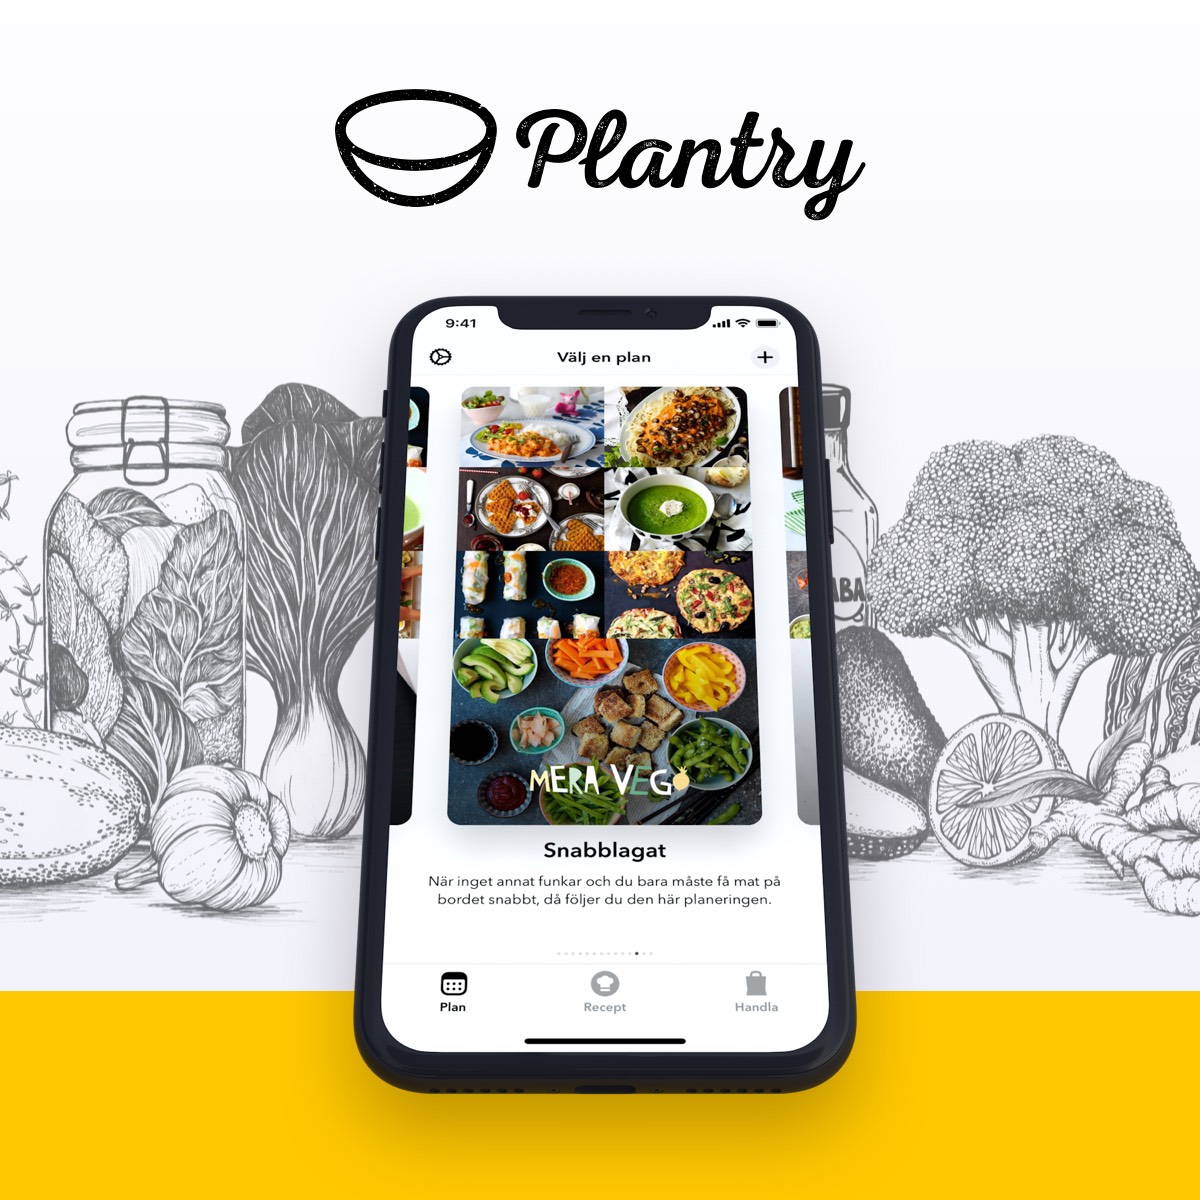 Plantry
9:41
Välj en plan
MERA VEGO
Snabblagat
När inget annat funkar och du bara måste få mat på
bordet snabbt, då följer du den här planeringen.
Plan
Recept
Handla